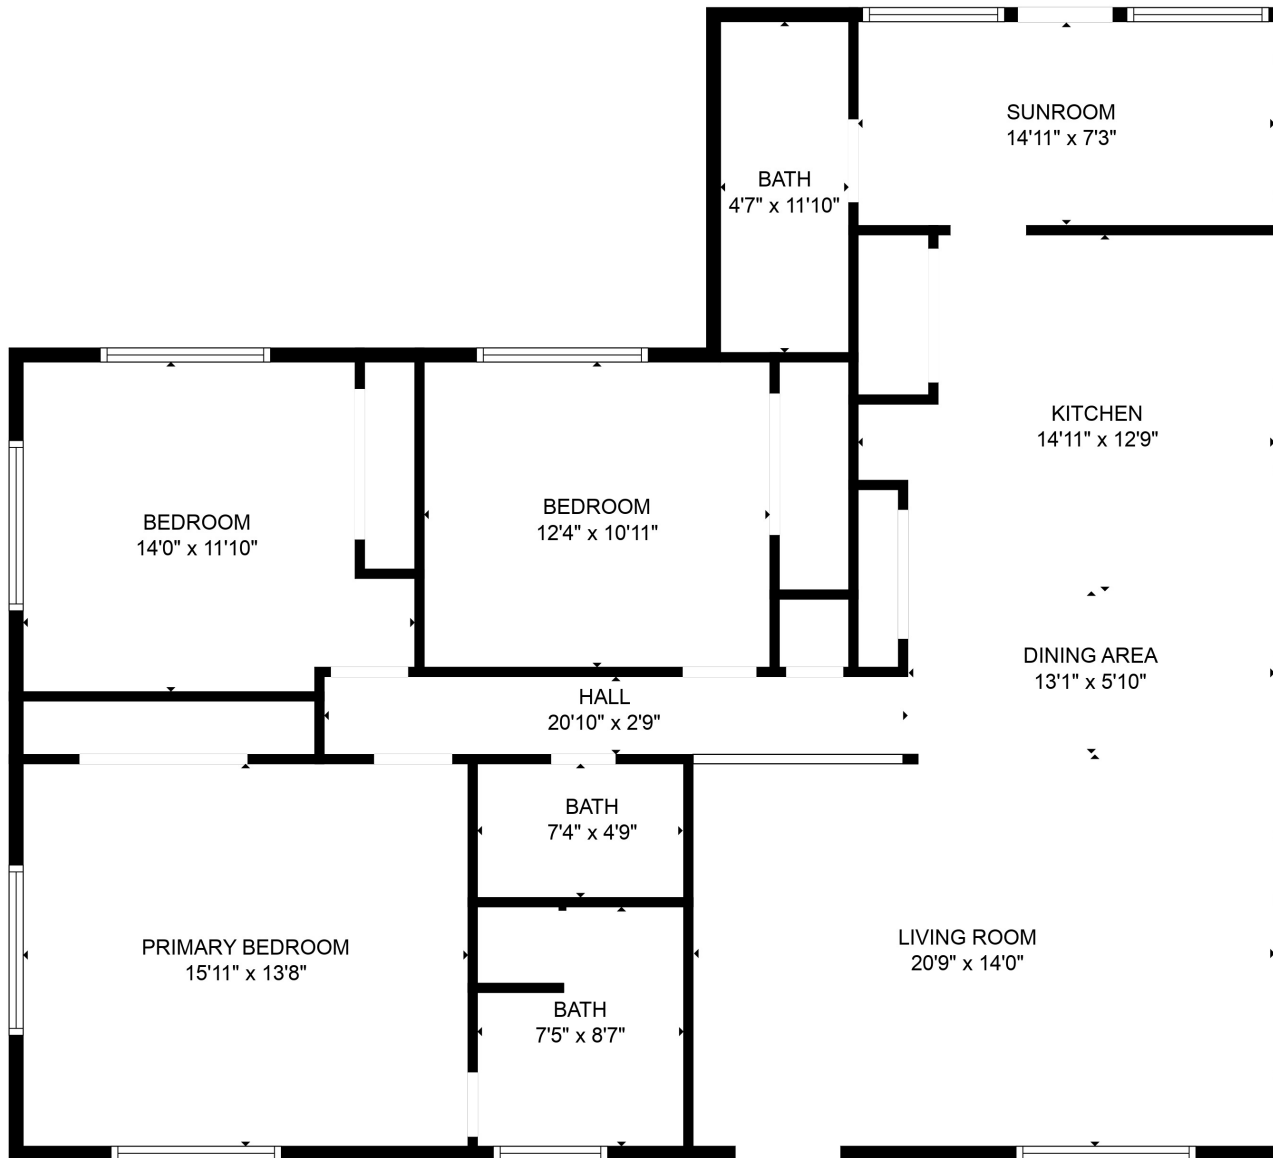 SUNROOM
14'11" x 7'3"
BATH
4'7" x 11'10"
KITCHEN
14'11" x 12'9"
BEDROOM
14'0" x 11'10"
BEDROOM
12'4" x 10'11"
DINING AREA
13'1" x 5'10"
HALL
20'10" x 2'9"
BATH
7'4" x 4'9"
PRIMARY BEDROOM
15'11" x 13'8"
LIVING ROOM
20'9" x 14'0"
BATH
7'5" x 8'7"